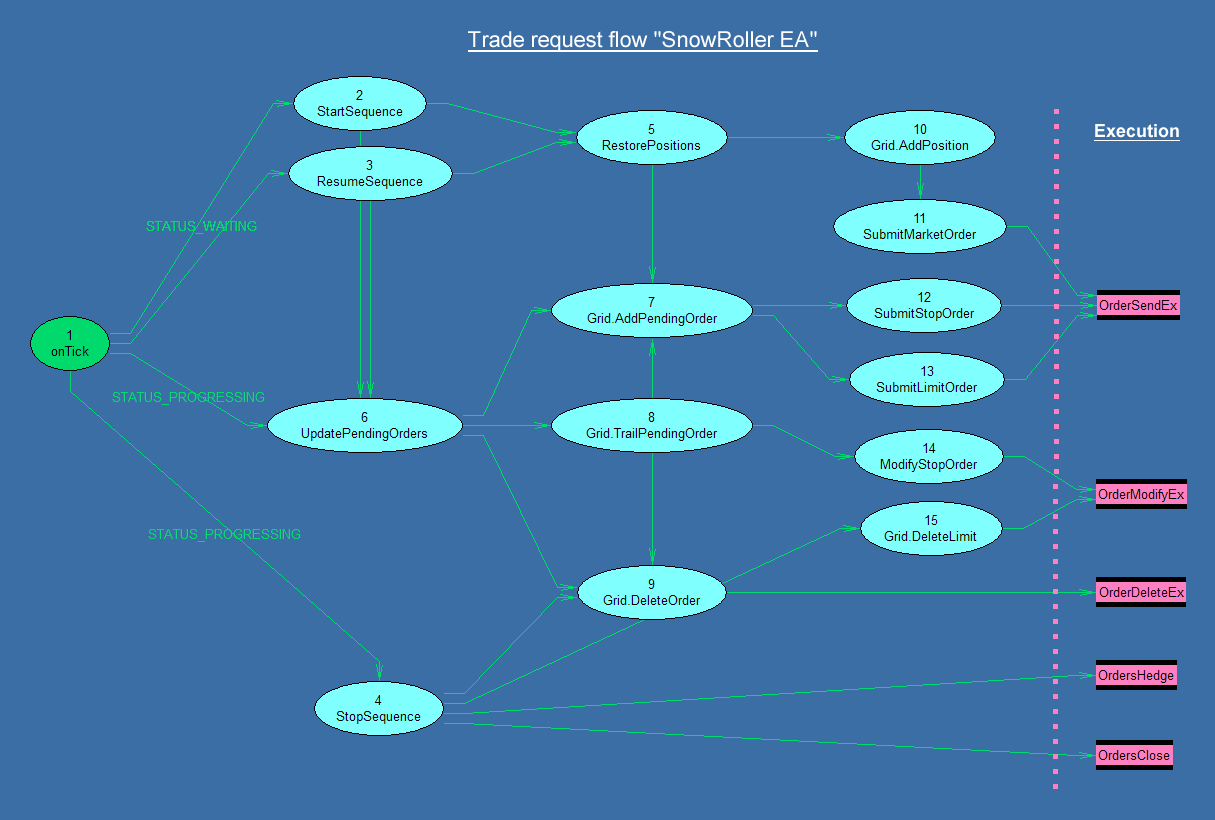 Trade request flow "SnowRoller EA"
Execution
1
onTick
STATUS_WAITING
STATUS_PROGRESSING
STATUS_PROGRESSING
2
StartSequence
3
ResumeSequence
6
UpdatePendingOrders
4
StopSequence
5
RestorePositions
7
Grid.AddPendingOrder
8
Grid.TrailPendingOrder
9
Grid.DeleteOrder
10
Grid.AddPosition
11
SubmitMarketOrder
12
SubmitStopOrder
13
SubmitLimitOrder
14
ModifyStopOrder
15
Grid.DeleteLimit
OrderSendEx
OrderModifyEx
OrderDeleteEx
OrdersHedge
OrdersClose